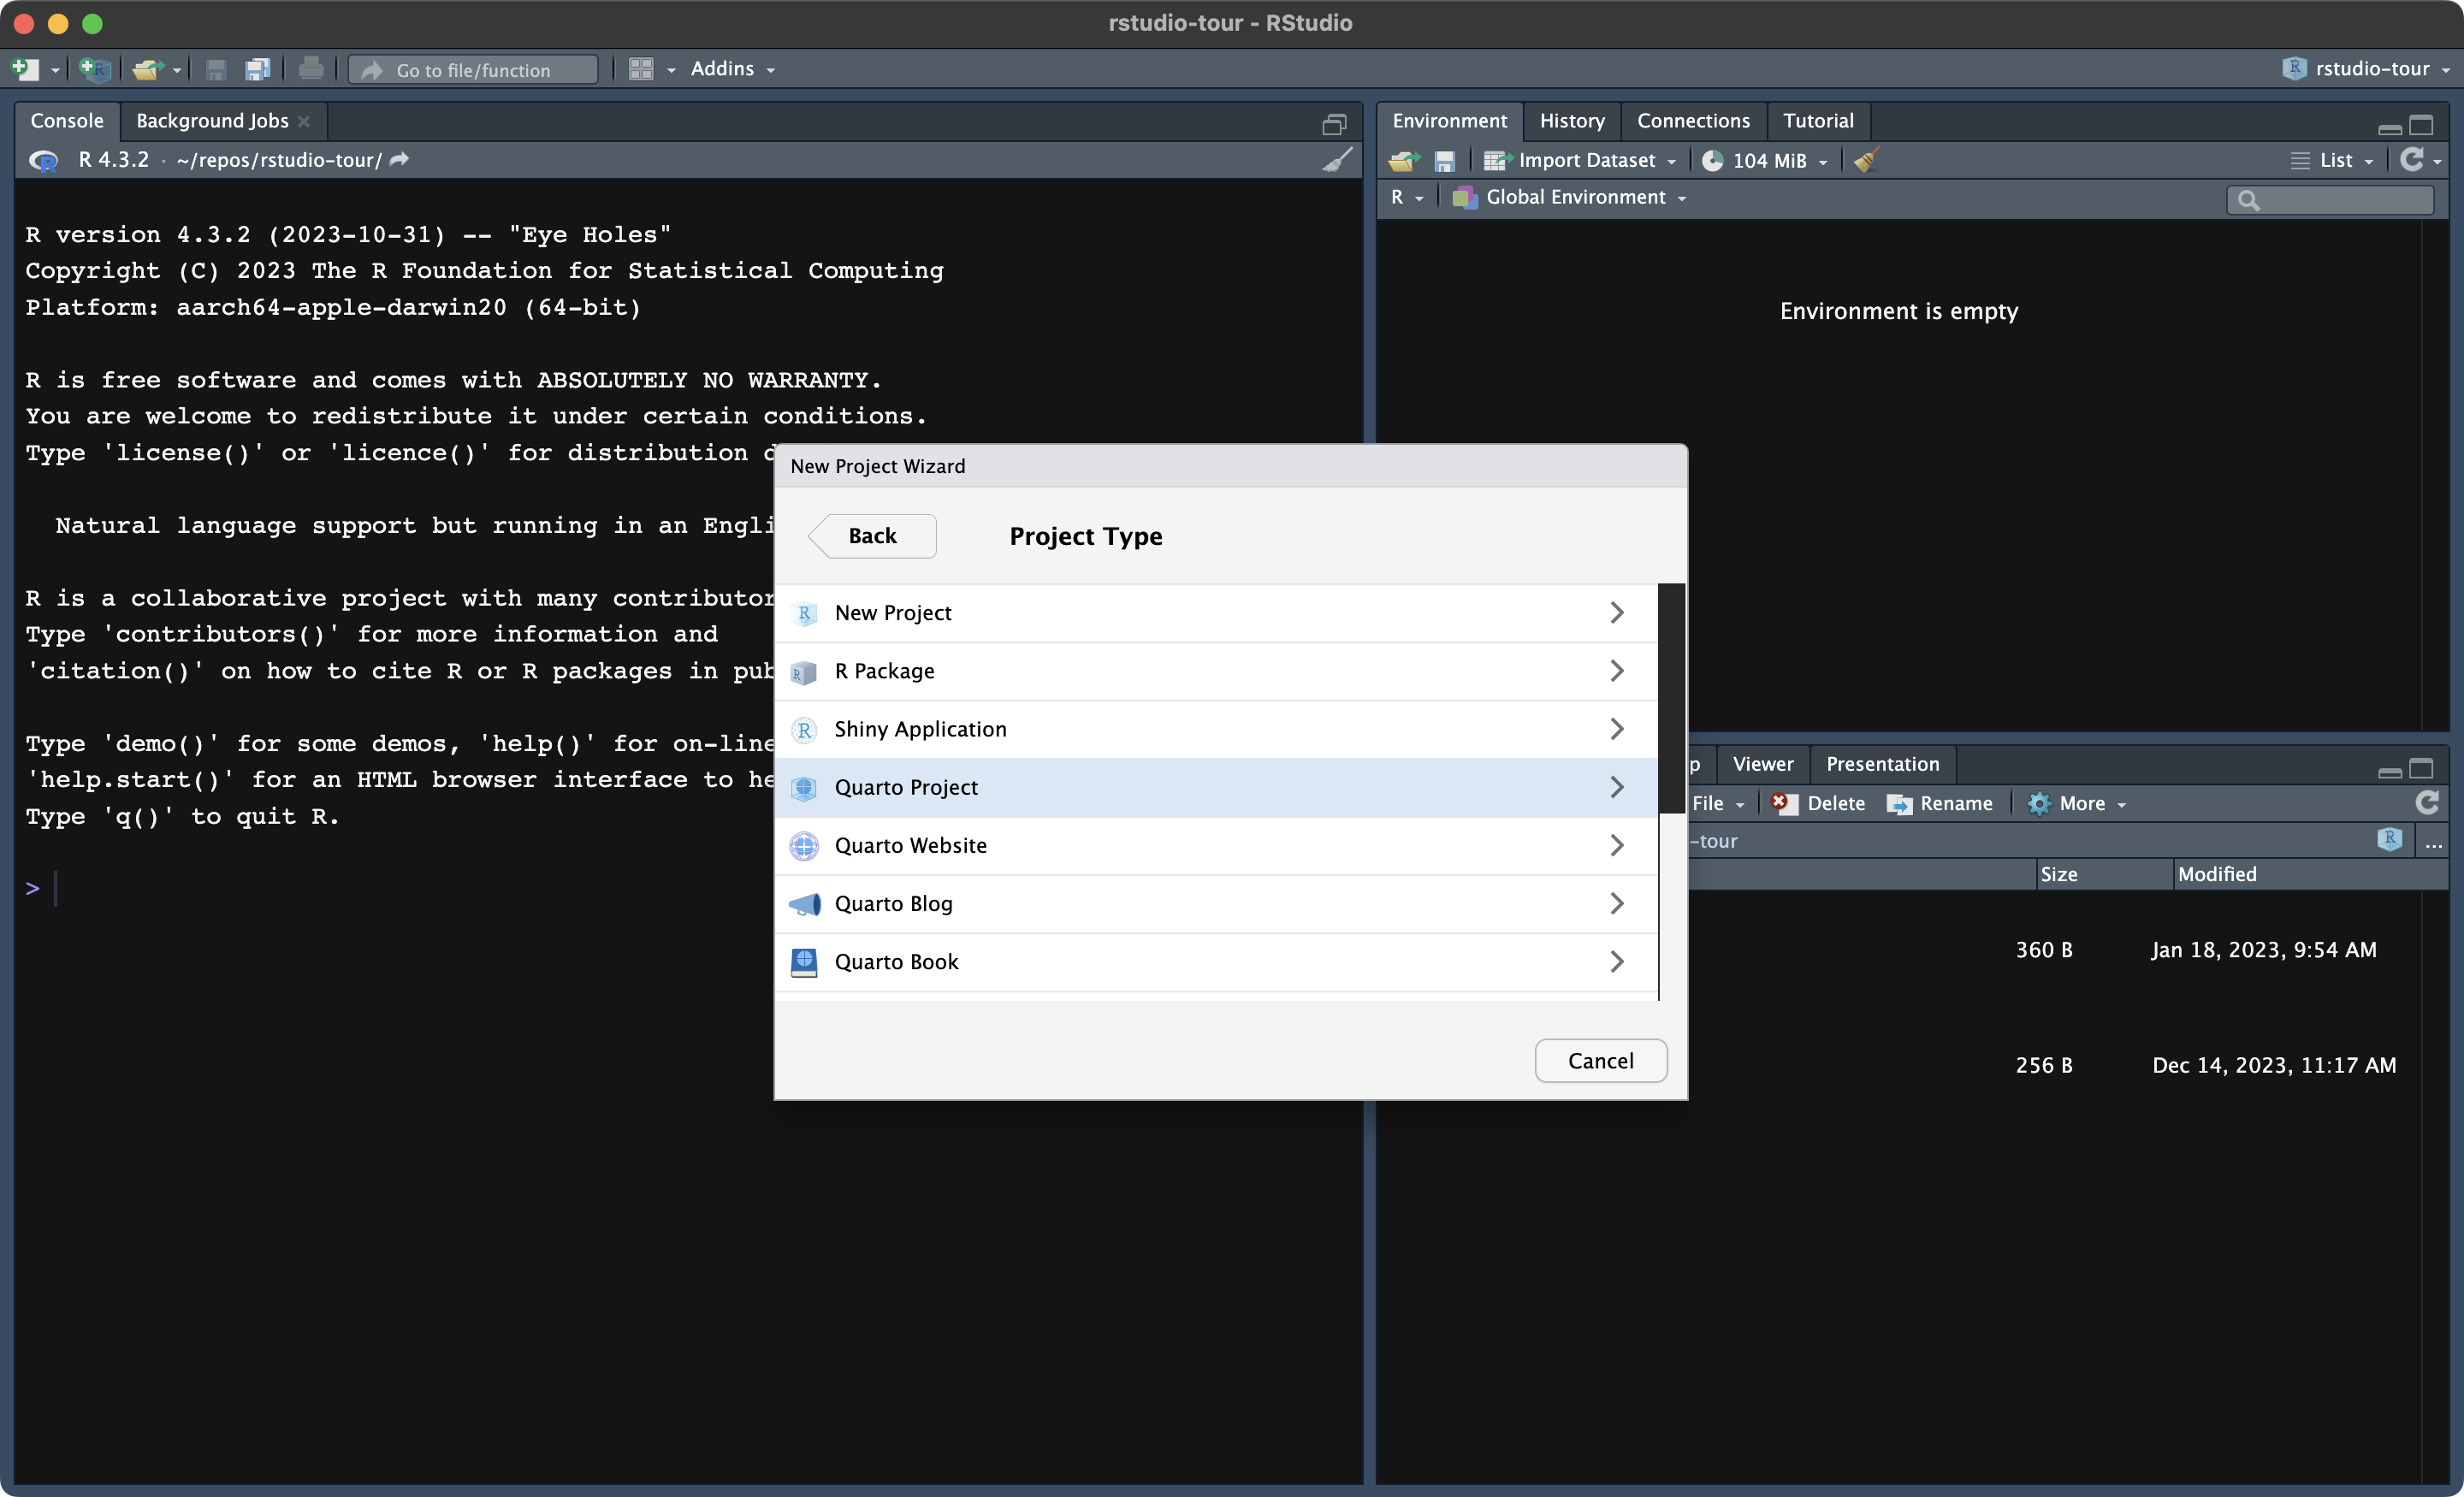 rstudio-tour - RStudio
Go to file/function
Addins
rstudio-tour
Console
Background Jobs
R 4.3.2 · ~/repos/rstudio-tour/
R version 4.3.2 (2023-10-31) -- "Eye Holes"
Copyright (C) 2023 The R Foundation for Statistical Computing
Platform: aarch64-apple-darwin20 (64-bit)
R is free software and comes with ABSOLUTELY NO WARRANTY.
You are welcome to redistribute it under certain conditions.
Type 'license()' or 'licence()' for distribution
Natural language support but running in an Engli
R is a collaborative project with many contributor
Type 'contributors()' for more information and
'citation()' on how to cite R or R packages in pub
Type 'demo()' for some demos, 'help()' for on-line
'help.start()' for an HTML browser interface to he
Type 'q()' to quit R.
>
Environment
History
Connections
Tutorial
Import Dataset
104 MiB
List
R
Global Environment
Environment is empty
New Project Wizard
Back
Project Type
New Project
R Package
Shiny Application
Quarto Project
Quarto Website
Quarto Blog
Quarto Book
Cancel
p
Viewer
Presentation
File
Delete
Rename
More
-tour
...
Size
Modified
360 B
Jan 18, 2023, 9:54 AM
256 B
Dec 14, 2023, 11:17 AM